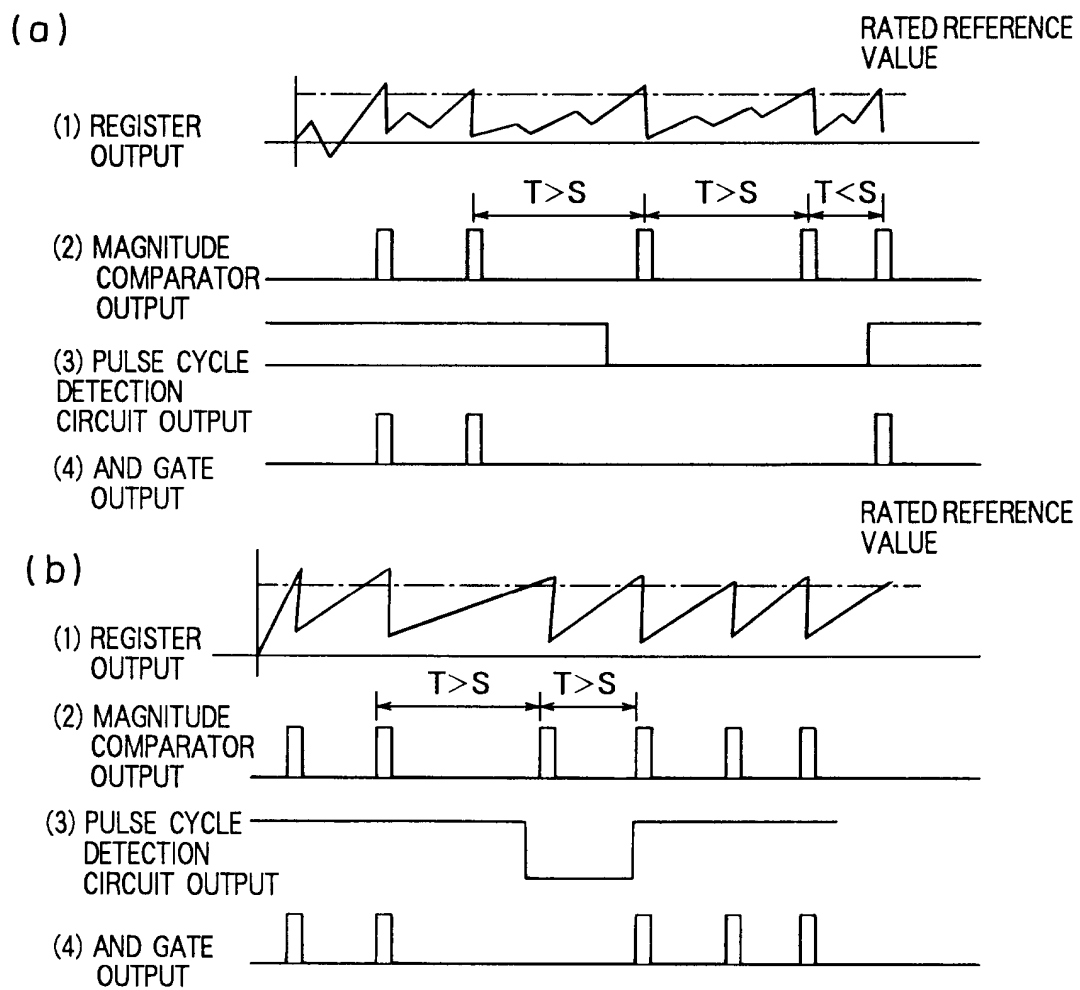 (a)
RATED REFERENCE
VALUE
(1) REGISTER
OUTPUT
T>S
T>S
T<S
(2) MAGNITUDE
COMPARATOR
OUTPUT
(3) PULSE CYCLE
DETECTION
CIRCUIT OUTPUT
(4) AND GATE
OUTPUT
RATED REFERENCE
VALUE
(b)
(1) REGISTER
OUTPUT
T>S
T>S
(2) MAGNITUDE
COMPARATOR
OUTPUT
(3) PULSE CYCLE
DETECTION
CIRCUIT OUTPUT
(4) AND GATE
OUTPUT